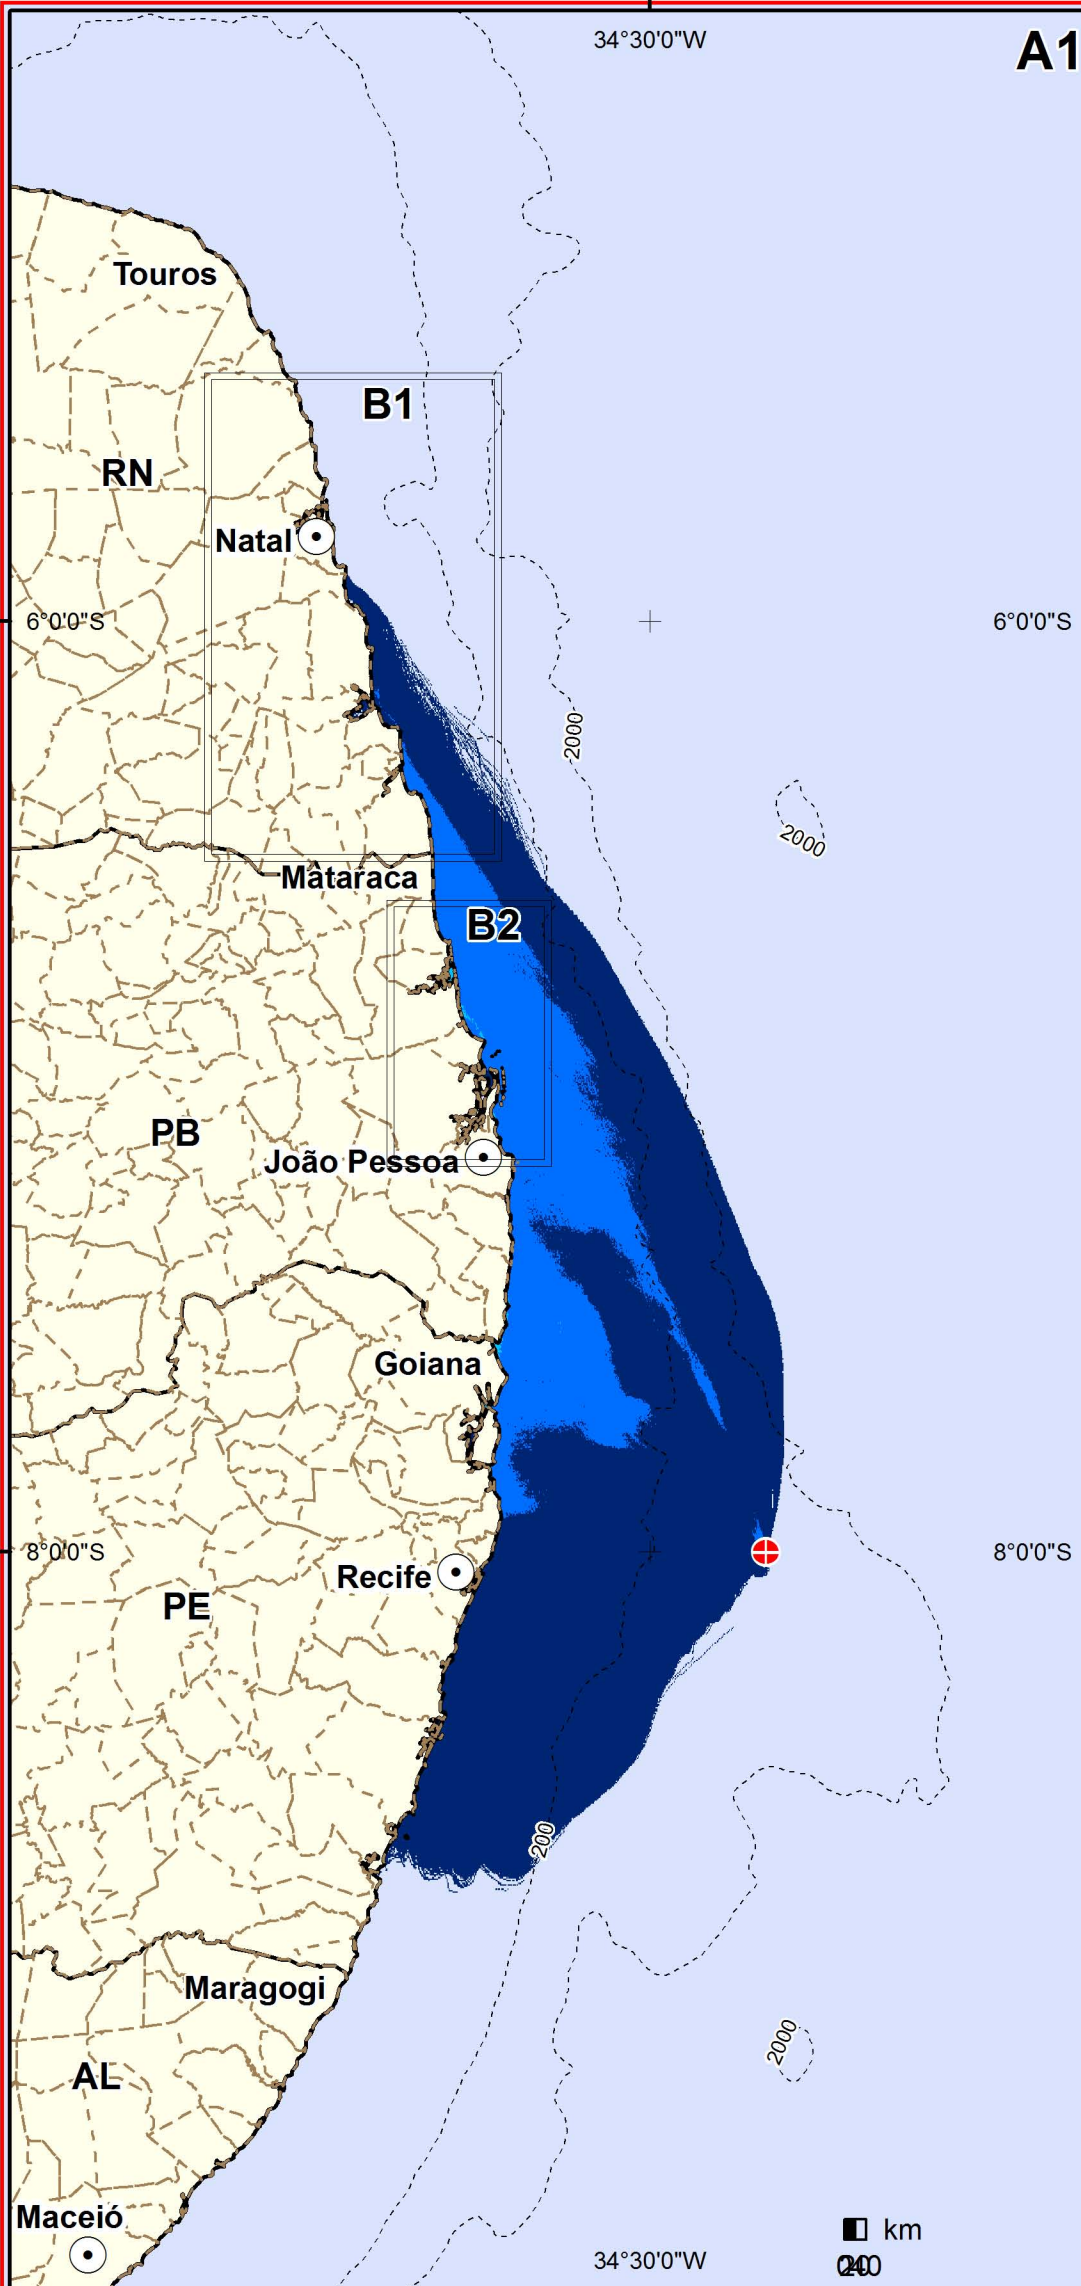 34°30'0"W
A1
Touros
B1
RN
Natal
6°0'0"S
6°0'0"S
2000
2000
Mataraca
B2
PB
João Pessoa
Goiana
8°0'0"S
8°0'0"S
Recife
PE
200
Maragogi
2000
AL
Maceió
km
34°30'0"W